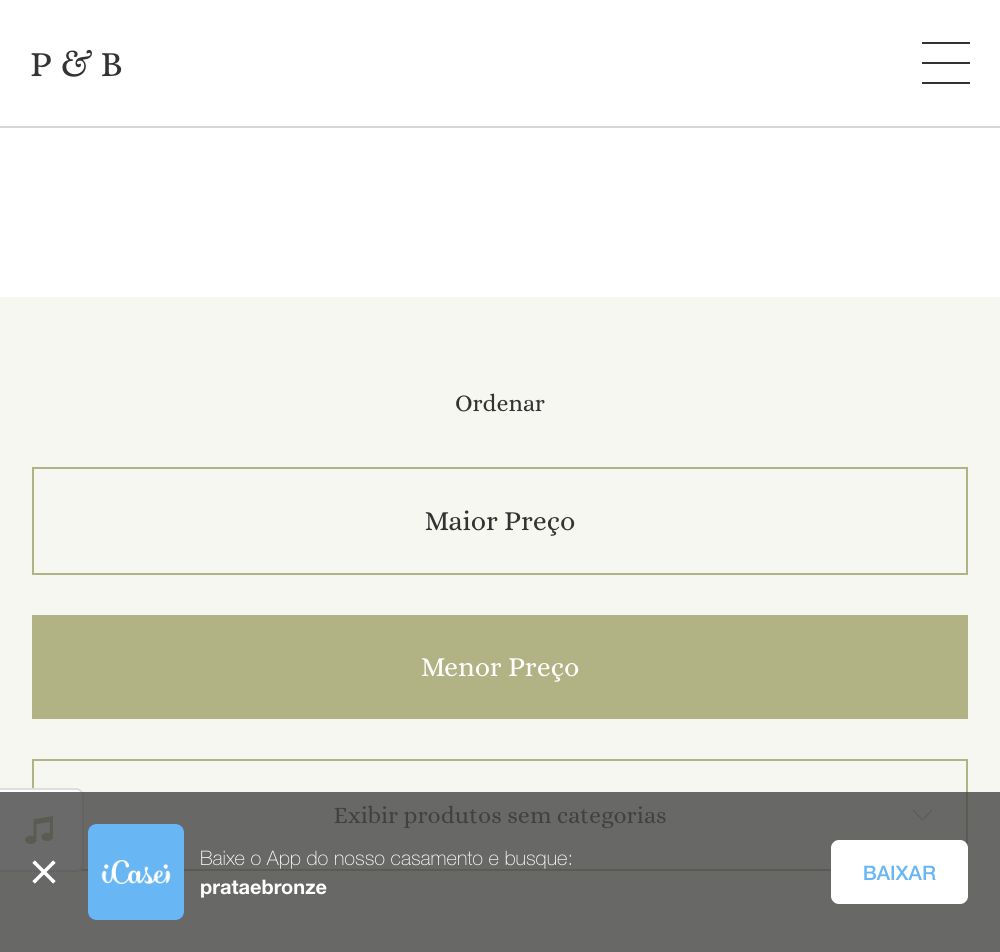 P & B
Ordenar
Maior Preço
Menor Preço
Exibir produtos sem categorias
iCasei
Baixe o App do nosso casamento e busque:
prataebronze
BAIXAR